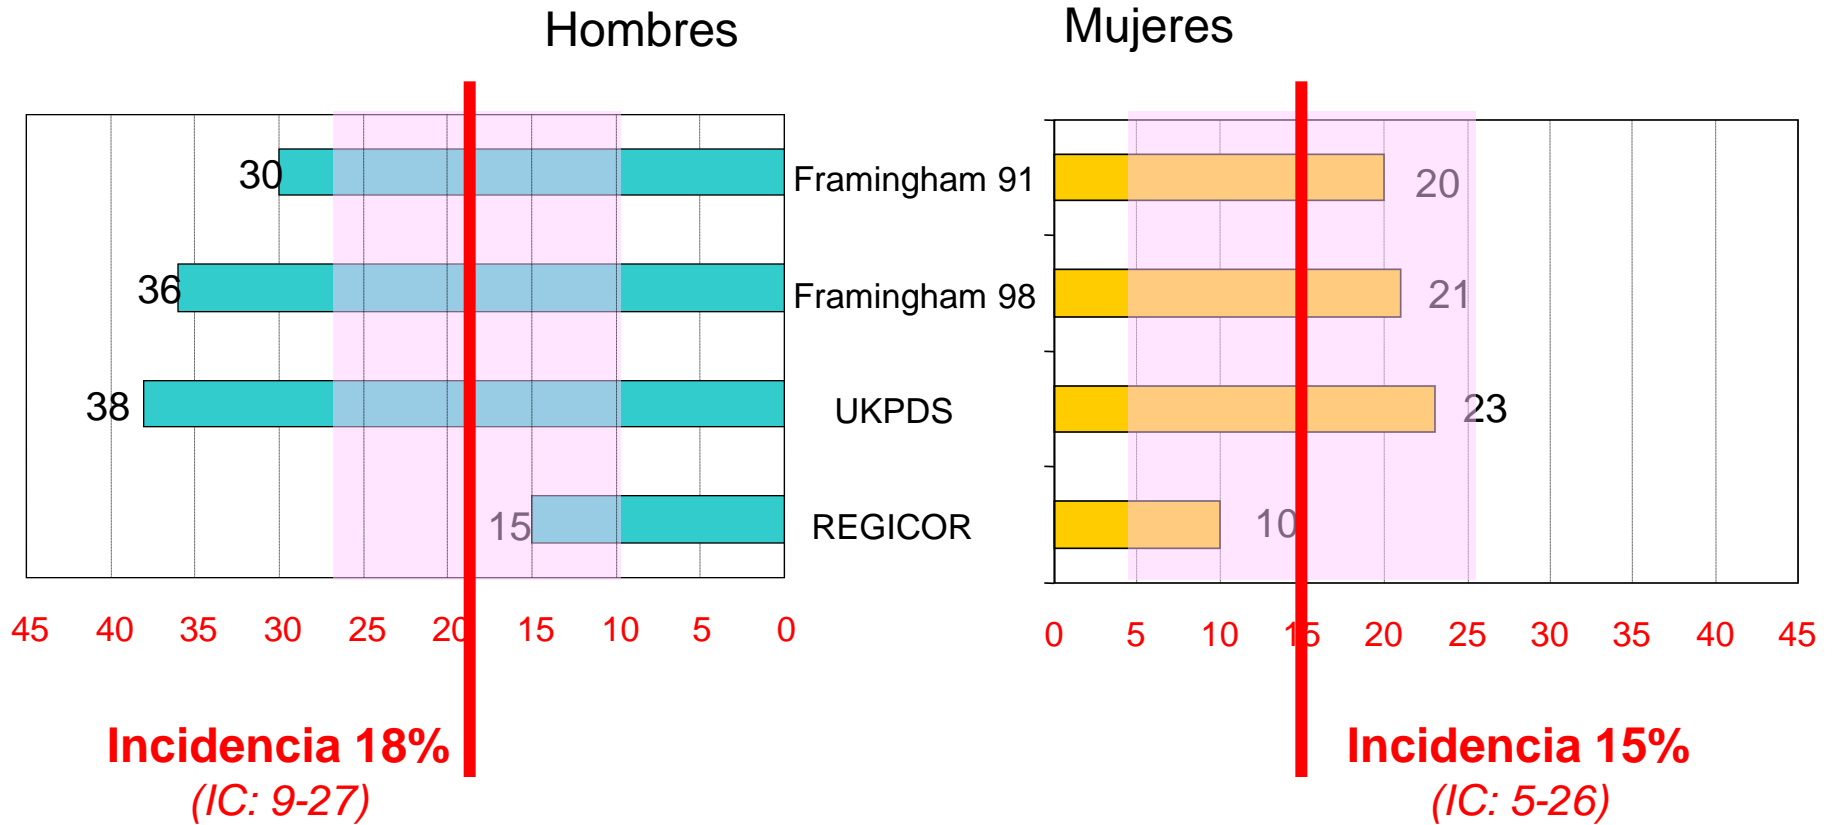 Hombres
Mujeres
30
Framingham 91
20
36
Framingham 98
21
38
UKPDS
23
15
REGICOR
10
45 40 35 30 25 20 15 10 5 0
0 5 10 15 20 25 30 35 40 45
Incidencia 18%
(IC: 9-27)
Incidencia 15%
(IC: 5-26)